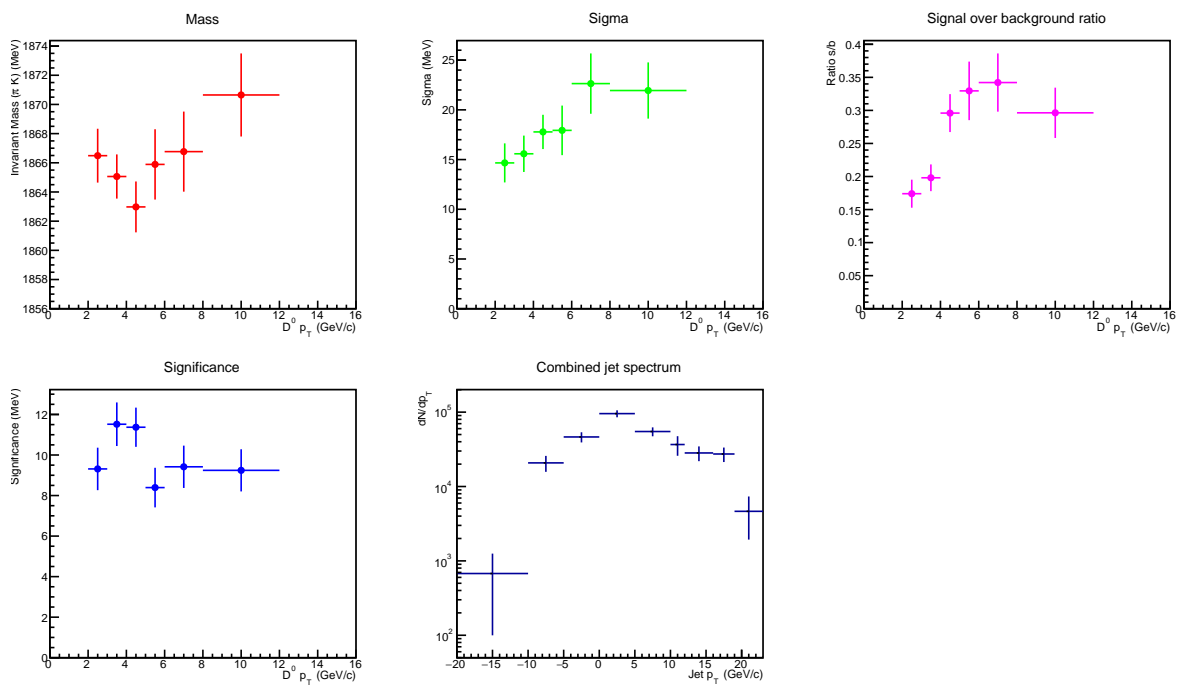 Mass
Invariant Mass (π K) (MeV)
1874
1872
1870
1868
1866
1864
1862
1860
1858
1856
0 2 4 6 8 10 12 14 16
D⁰ p_T (GeV/c)
Sigma
Sigma (MeV)
25
20
15
10
5
0
0 2 4 6 8 10 12 14 16
D⁰ p_T (GeV/c)
Signal over background ratio
Ratio s/b
0.4
0.35
0.3
0.25
0.2
0.15
0.1
0.05
0
0 2 4 6 8 10 12 14 16
D⁰ p_T (GeV/c)
Significance
Significance (MeV)
12
10
8
6
4
2
0
0 2 4 6 8 10 12 14 16
D⁰ p_T (GeV/c)
Combined jet spectrum
dN/dp_T
10⁵
10⁴
10³
10²
−20 −15 −10 −5 0 5 10 15 20
Jet p_T (GeV/c)